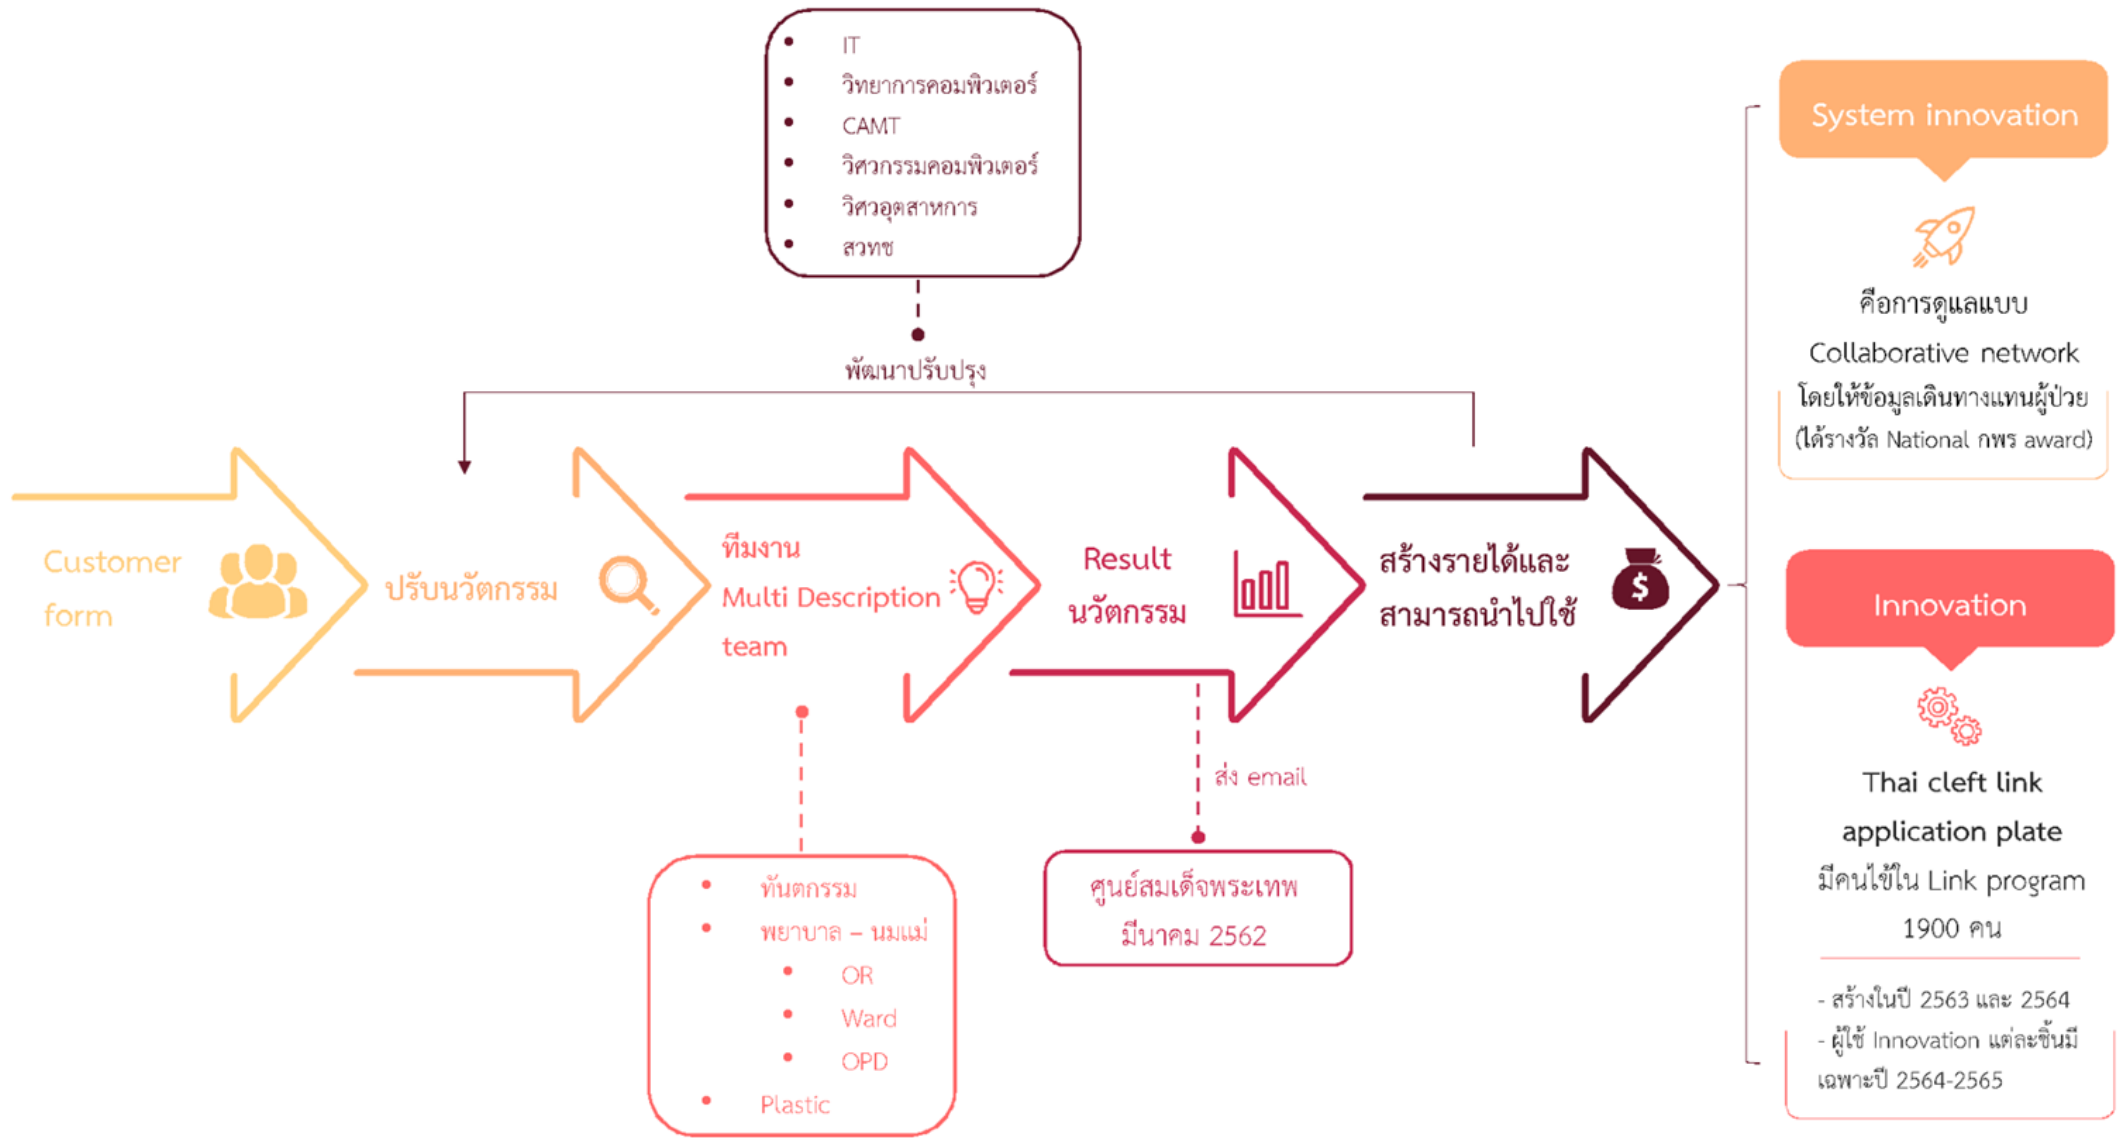 IT
วิทยาการคอมพิวเตอร์
CAMT
วิศวกรรมคอมพิวเตอร์
วิศวอุตสาหการ
สวทช
พัฒนาปรับปรุง
Customer
form
ปรับนวัตกรรม
ทีมงาน
Multi Description
team
Result
นวัตกรรม
สร้างรายได้และ
สามารถนำไปใช้
$
ทันตกรรม
พยาบาล – นมแม่
OR
Ward
OPD
Plastic
ส่ง email
ศูนย์สมเด็จพระเทพ
มีนาคม 2562
System innovation
คือการดูแลแบบ
Collaborative network
โดยให้ข้อมูลเดินทางแทนผู้ป่วย
(ได้รางวัล National กพร award)
Innovation
Thai cleft link
application plate
มีคนไข้ใน Link program
1900 คน
- สร้างในปี 2563 และ 2564
- ผู้ใช้ Innovation แต่ละชิ้นมี
เฉพาะปี 2564-2565